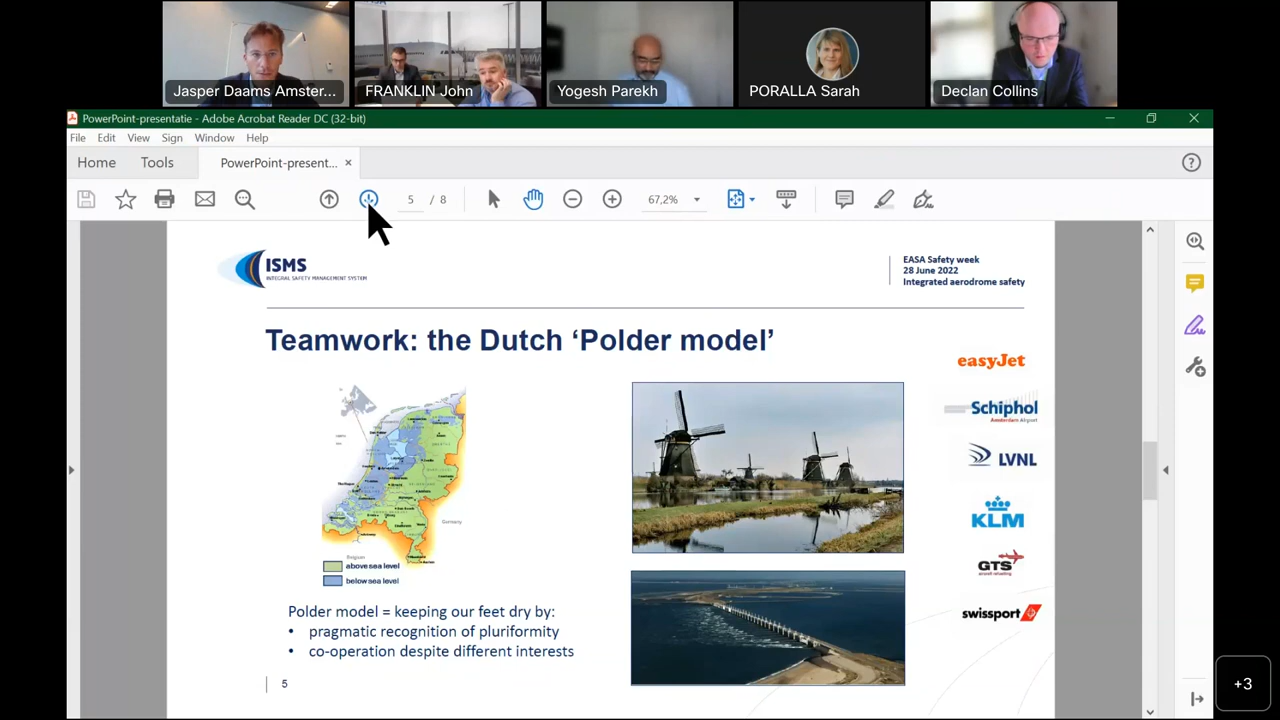 Jasper Daams Amster...
FRANKLIN John
Yogesh Parekh
PORALLA Sarah
Declan Collins
PowerPoint-presentatie - Adobe Acrobat Reader DC (32-bit)
File Edit View Sign Window Help
Home Tools PowerPoint-present... ×
5 / 8 67,2%
ISMS
INTEGRAL SAFETY MANAGEMENT SYSTEM
EASA Safety week
28 June 2022
Integrated aerodrome safety
Teamwork: the Dutch ‘Polder model’
easyJet
Schiphol
Amsterdam Airport
LVNL
KLM
GTS
swissport
Germany
Belgium
above sea level
below sea level
Polder model = keeping our feet dry by:
• pragmatic recognition of pluriformity
• co-operation despite different interests
5
+3